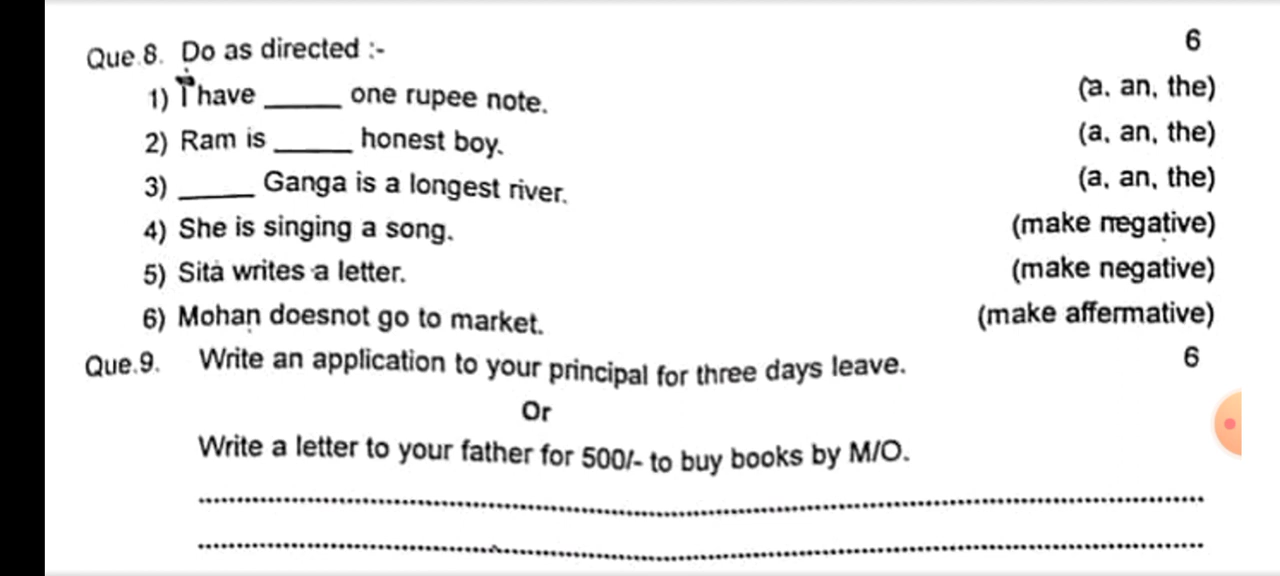 Que.8. Do as directed :- 6
1) I have _____ one rupee note. (a, an, the)
2) Ram is _____ honest boy. (a, an, the)
3) _____ Ganga is a longest river. (a, an, the)
4) She is singing a song. (make negative)
5) Sita writes a letter. (make negative)
6) Mohan doesnot go to market. (make affermative)
Que.9. Write an application to your principal for three days leave. 6
Or
Write a letter to your father for 500/- to buy books by M/O.